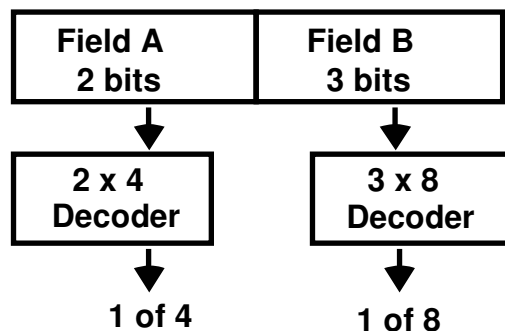 Field A
2 bits
Field B
3 bits
2 x 4
Decoder
3 x 8
Decoder
1 of 4
1 of 8